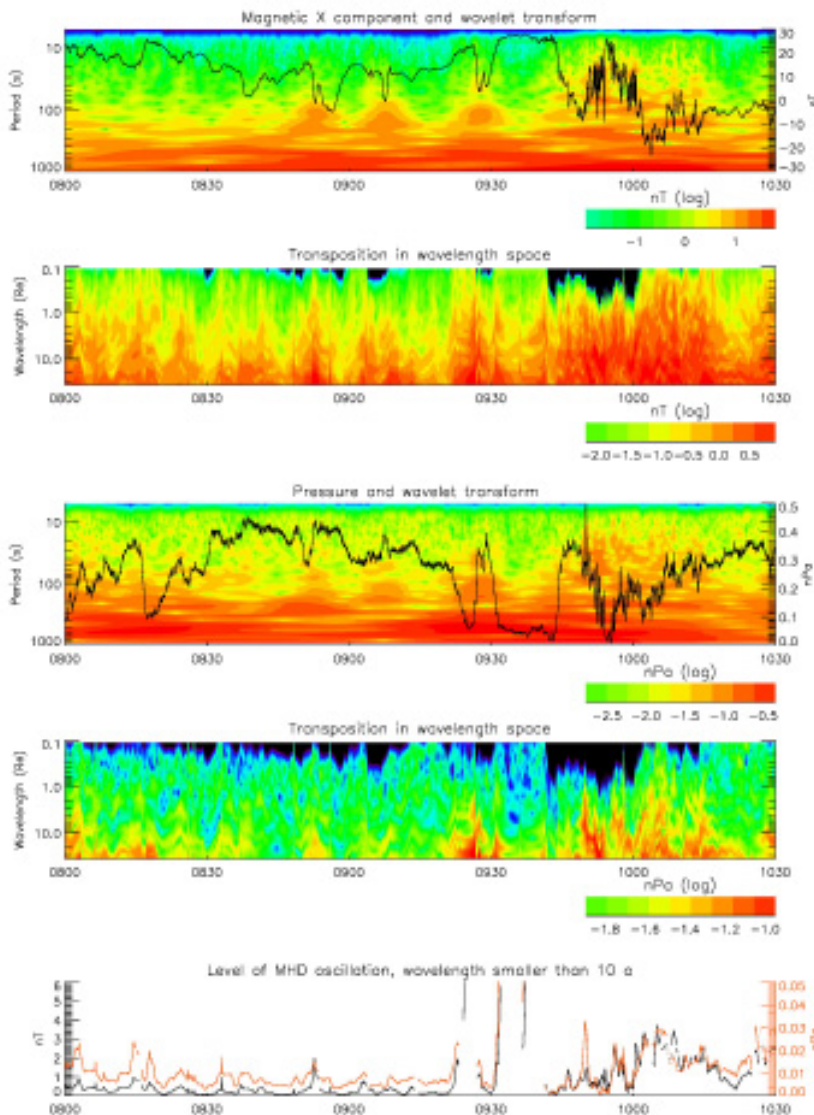 Magnetic X component and wavelet transform
10
100
1000
Period (s)
30
20
10
0
-10
-20
-30
nT
0800 0830 0900 0930 1000 1030
nT (log)
-1 0 1
Transposition in wavelength space
0.1
1.0
10.0
Wavelength (Re)
0800 0830 0900 0930 1000 1030
nT (log)
-2.0 -1.5 -1.0 -0.5 0.0 0.5
Pressure and wavelet transform
10
100
1000
Period (s)
0.5
0.4
0.3
0.2
0.1
0.0
nPa
0800 0830 0900 0930 1000 1030
nPa (log)
-2.5 -2.0 -1.5 -1.0 -0.5
Transposition in wavelength space
0.1
1.0
10.0
Wavelength (Re)
0800 0830 0900 0930 1000 1030
nPa (log)
-1.8 -1.6 -1.4 -1.2 -1.0
Level of MHD oscillation, wavelength smaller than 10 a
6
5
4
3
2
1
0
nT
0.05
0.04
0.03
0.02
0.01
0
0800 0830 0900 0930 1000 1030